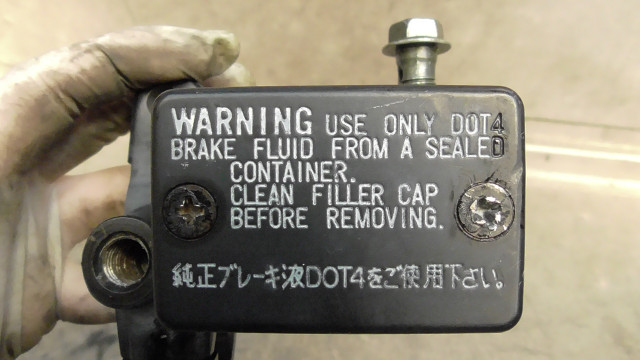 WARNING USE ONLY DOT4
BRAKE FLUID FROM A SEALED
CONTAINER.
CLEAN FILLER CAP
BEFORE REMOVING.
純正ブレーキ液DOT4をご使用下さい。